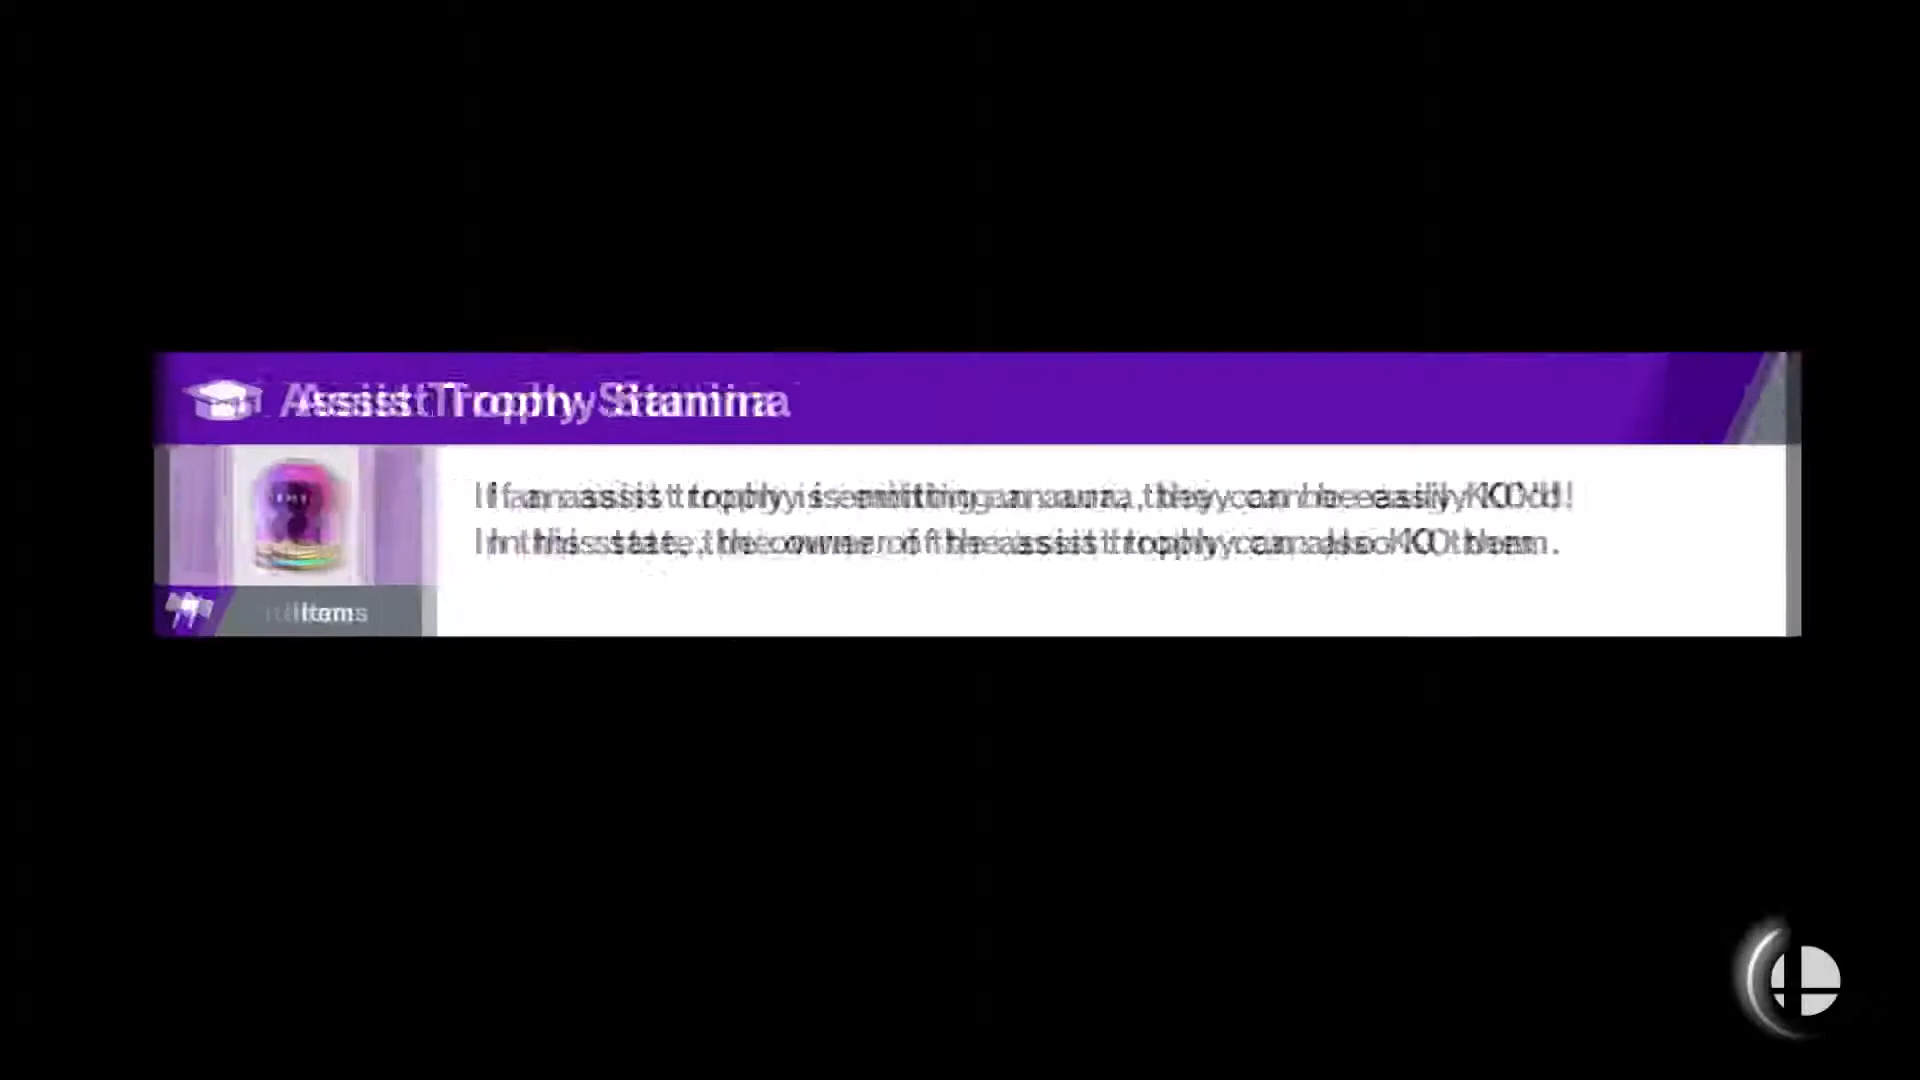 Assist Trophy Stamina
If an assist trophy is emitting an aura, they can be easily KO'd!
In this state, the owner of the assist trophy can also KO them.
Items